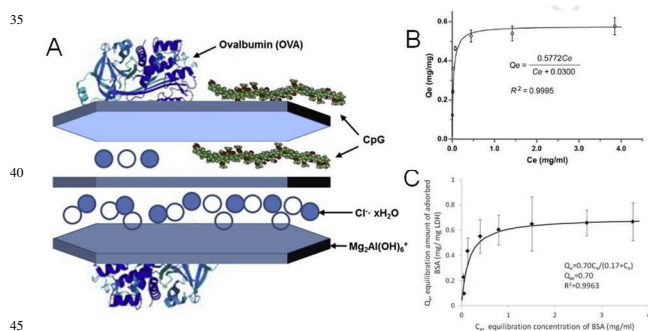 35
A
Ovalbumin (OVA)
CpG
40
Cl⁻· xH₂O
Mg₂Al(OH)₆⁺
45
B
Qe (mg/mg)
0.6
0.4
0.2
0.0
Qe = 0.5772Ce / Ce + 0.0300
R² = 0.9995
0.0 1.0 2.0 3.0 4.0
Ce (mg/ml)
C
Qₑ equilibration amount of adsorbed
BSA (mg/ mg LDH)
1
0.8
0.6
0.4
0.2
0
Qₑ=0.70Cₑ/(0.17+Cₑ)
Qₘ=0.70
R²=0.9963
0 1 2 3
Cₑ, equilibration concentration of BSA (mg/ml)